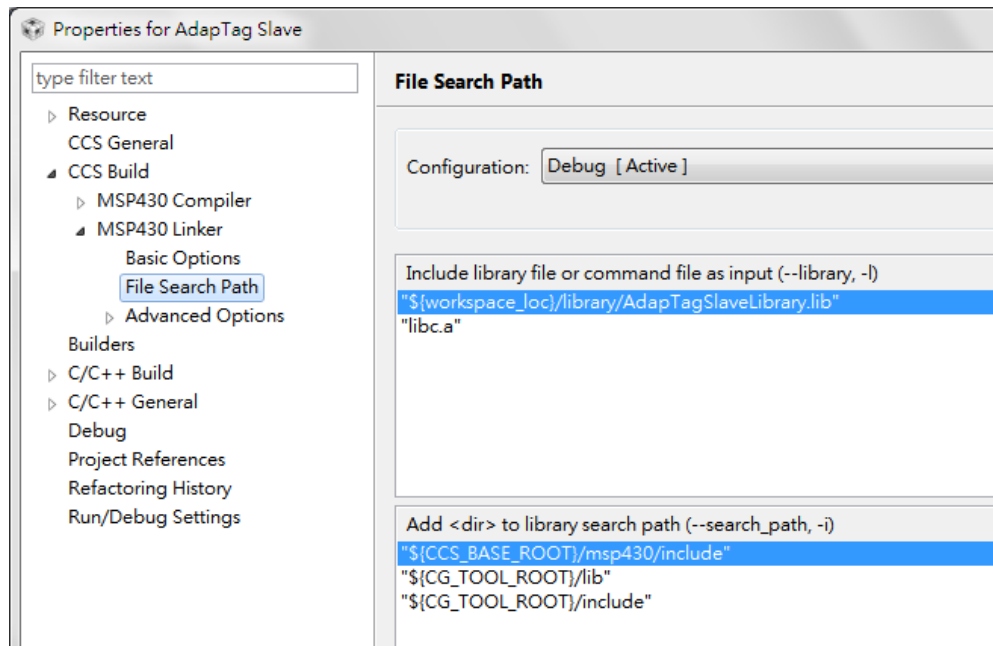 Properties for AdapTag Slave
type filter text
Resource
CCS General
CCS Build
MSP430 Compiler
MSP430 Linker
Basic Options
File Search Path
Advanced Options
Builders
C/C++ Build
C/C++ General
Debug
Project References
Refactoring History
Run/Debug Settings
File Search Path
Configuration: Debug [ Active ]
Include library file or command file as input (--library, -l)
"${workspace_loc}/library/AdapTagSlaveLibrary.lib"
"libc.a"
Add <dir> to library search path (--search_path, -i)
"${CCS_BASE_ROOT}/msp430/include"
"${CG_TOOL_ROOT}/lib"
"${CG_TOOL_ROOT}/include"